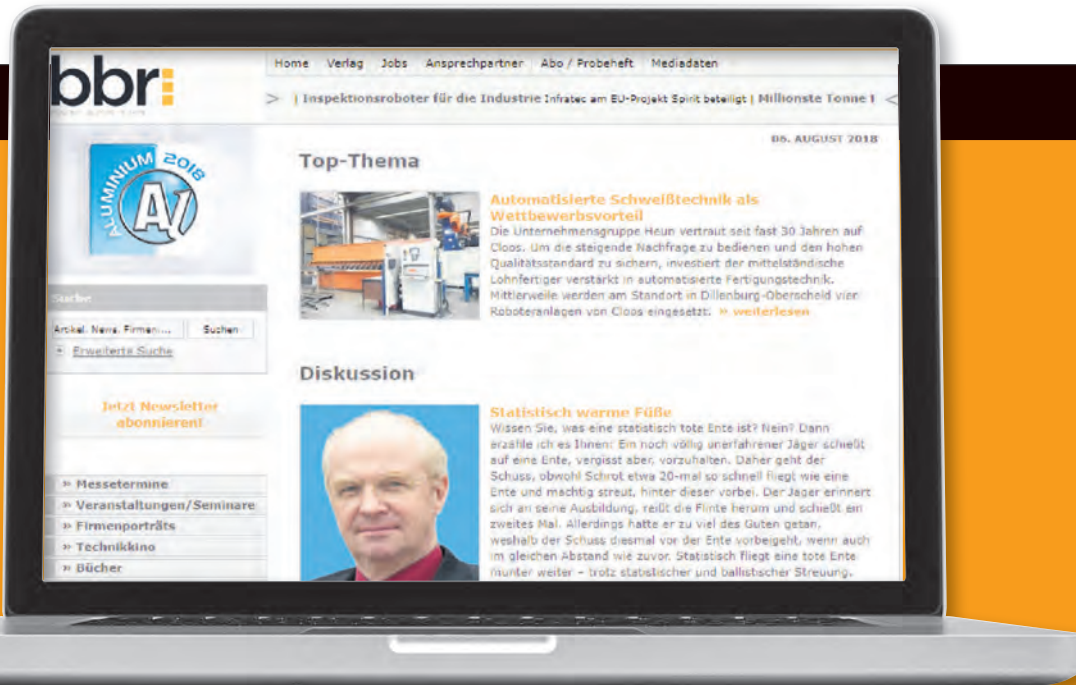 bbr:
Home Verlag Jobs Ansprechpartner Abo / Probeheft Mediadaten
> | Inspektionsroboter für die Industrie Infratec am EU-Projekt Spirit beteiligt | Millionste Tonne <
06. AUGUST 2018
ALUMINIUM 2018
Suche
Artikel, News, Firmen... Suchen
+ Erweiterte Suche
Jetzt Newsletter
abonnieren!
» Messetermine
» Veranstaltungen/Seminare
» Firmenporträts
» Technikkino
» Bücher
Top-Thema
Automatisierte Schweißtechnik als
Wettbewerbsvorteil
Die Unternehmensgruppe Heun vertraut seit fast 30 Jahren auf
Cloos. Um die steigende Nachfrage zu bedienen und den hohen
Qualitätsstandard zu sichern, investiert der mittelständische
Lohnfertiger verstärkt in automatisierte Fertigungstechnik.
Mittlerweile werden am Standort in Dillenburg-Oberscheld vier
Roboteranlagen von Cloos eingesetzt. » weiterlesen
Diskussion
Statistisch warme Füße
Wissen Sie, was eine statistisch tote Ente ist? Nein? Dann
erzähle ich es Ihnen: Ein noch völlig unerfahrener Jäger schießt
auf eine Ente, vergisst aber, vorzuhalten. Daher geht der
Schuss, obwohl Schrot etwa 20-mal so schnell fliegt wie eine
Ente und mächtig streut, hinter dieser vorbei. Der Jäger erinnert
sich an seine Ausbildung, reißt die Flinte herum und schießt ein
zweites Mal. Allerdings hatte er zu viel des Guten getan,
weshalb der Schuss diesmal vor der Ente vorbeigeht, wenn auch
im gleichen Abstand wie zuvor. Statistisch fliegt eine tote Ente
munter weiter – trotz statistischer und ballistischer Streuung.